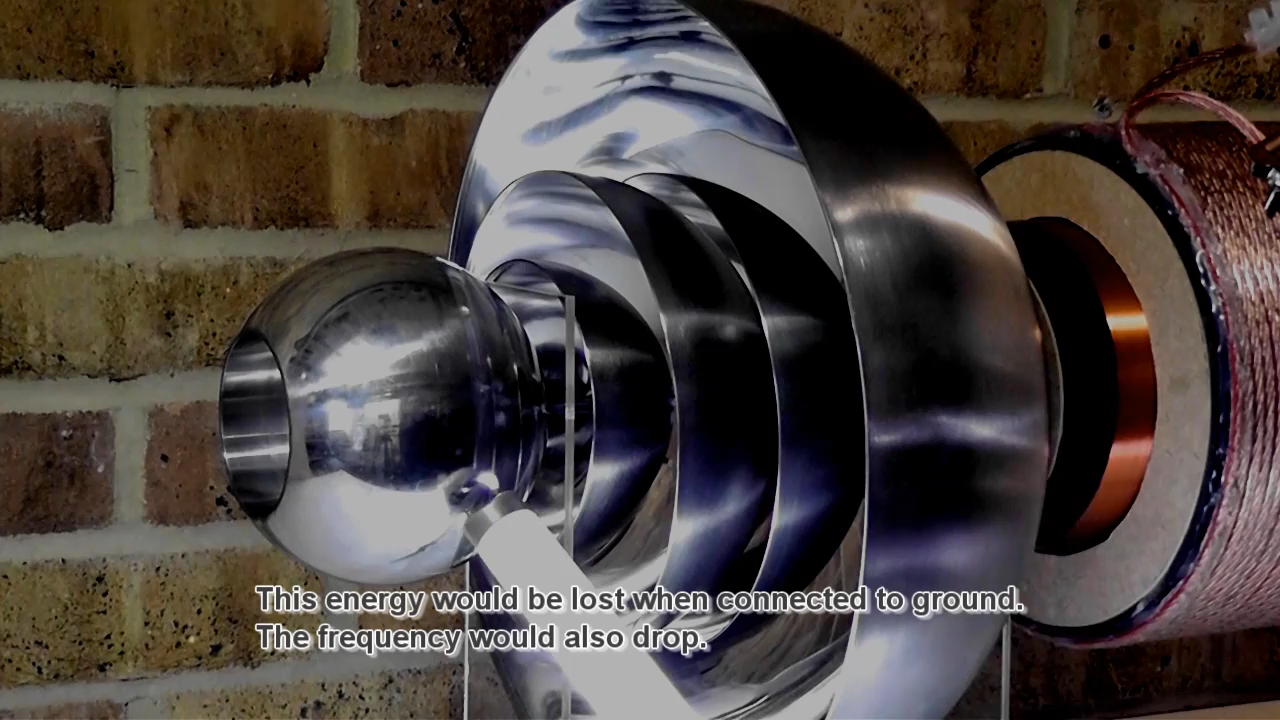 This energy would be lost when connected to ground.
The frequency would also drop.